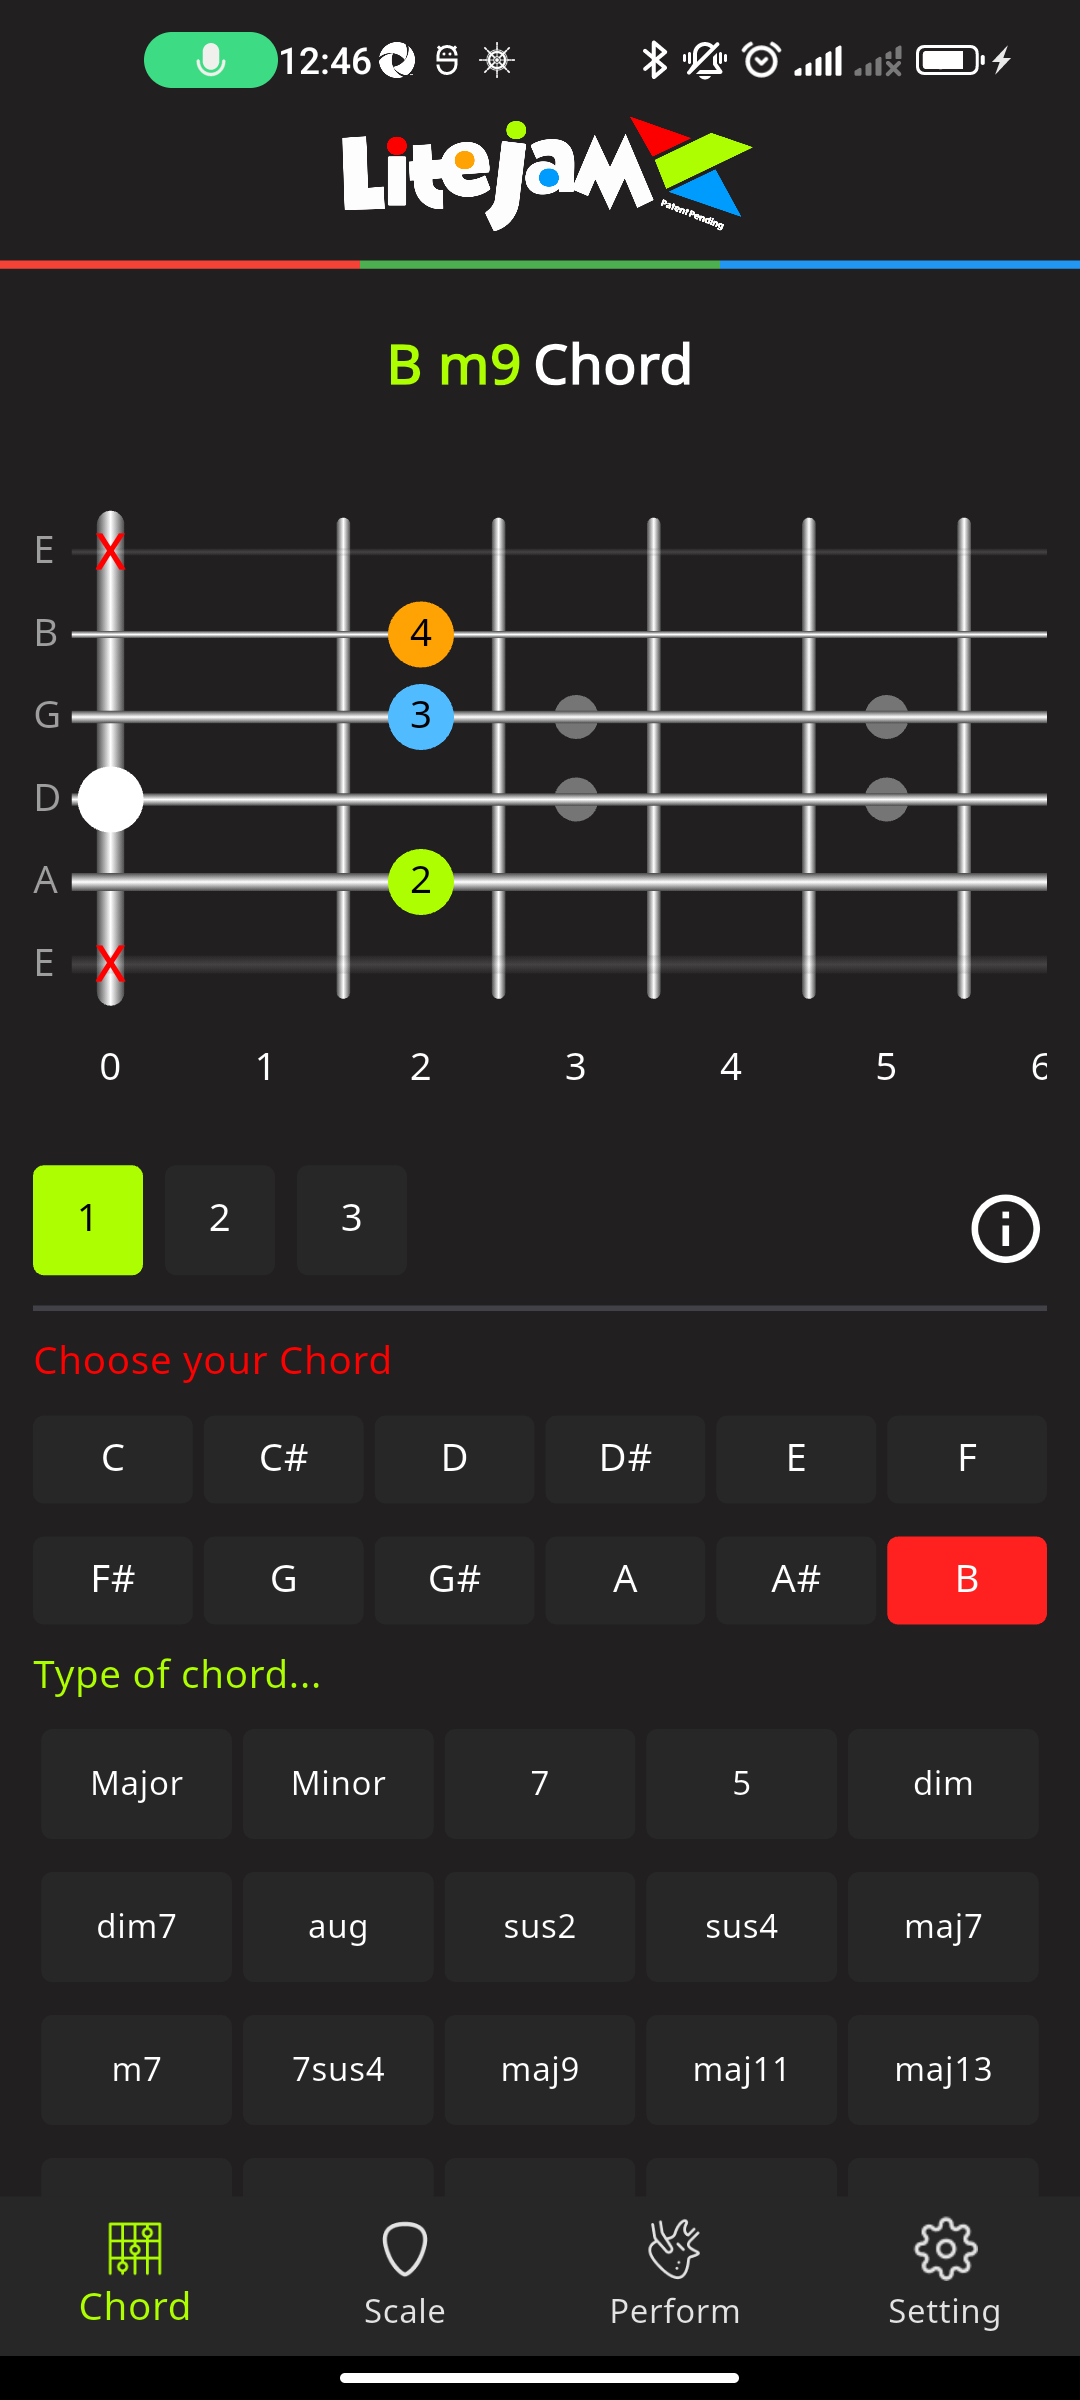 12:46
Litejam
Patent Pending
B m9 Chord
E X
B 4
G 3
D
A 2
E X
0 1 2 3 4 5 6
1 2 3
Choose your Chord
C C# D D# E F
F# G G# A A# B
Type of chord...
Major Minor 7 5 dim
dim7 aug sus2 sus4 maj7
m7 7sus4 maj9 maj11 maj13
Chord Scale Perform Setting